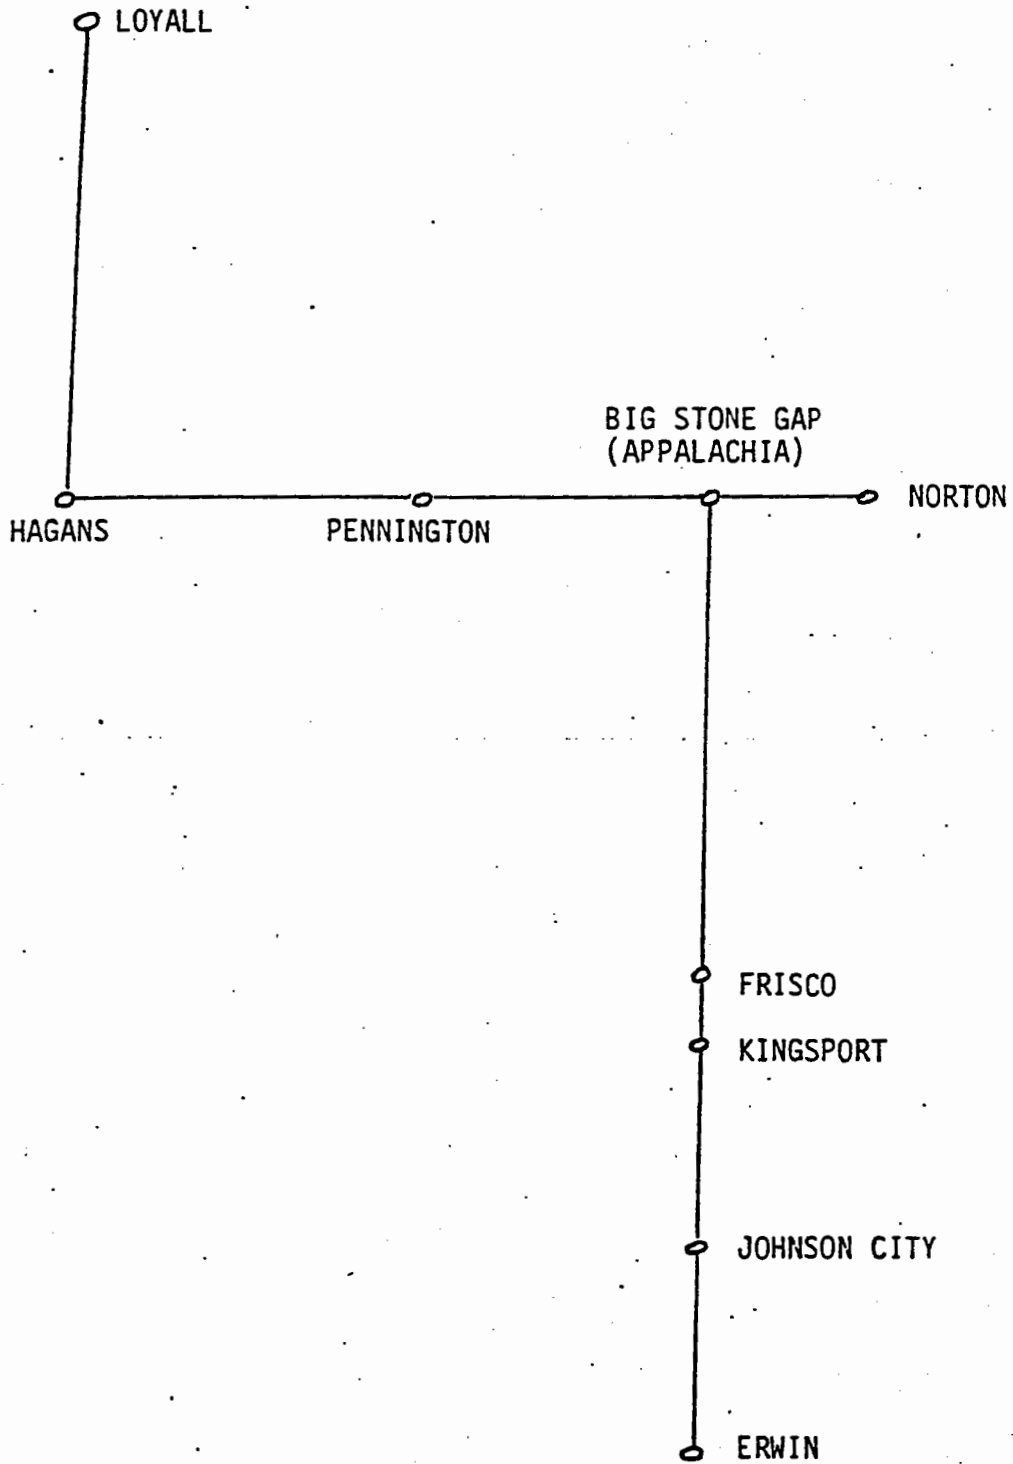 LOYALL
BIG STONE GAP
(APPALACHIA)
NORTON
HAGANS
PENNINGTON
FRISCO
KINGSPORT
JOHNSON CITY
ERWIN